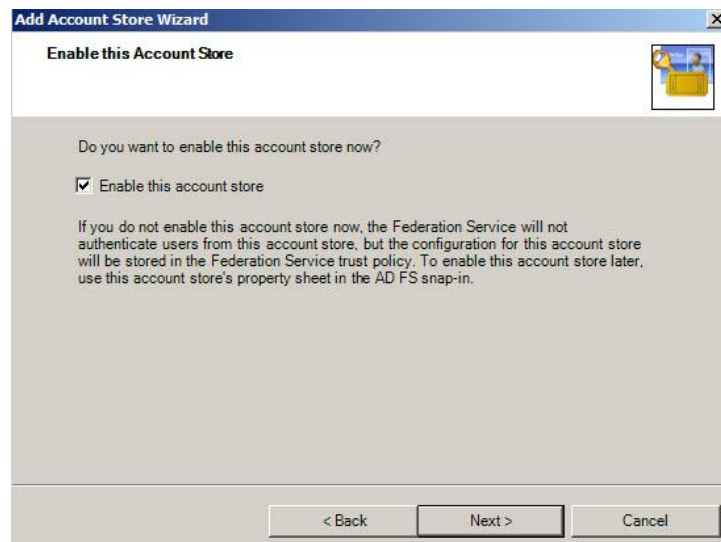 Add Account Store Wizard
Enable this Account Store
Do you want to enable this account store now?
Enable this account store
If you do not enable this account store now, the Federation Service will not
authenticate users from this account store, but the configuration for this account store
will be stored in the Federation Service trust policy. To enable this account store later,
use this account store's property sheet in the AD FS snap-in.
< Back Next > Cancel